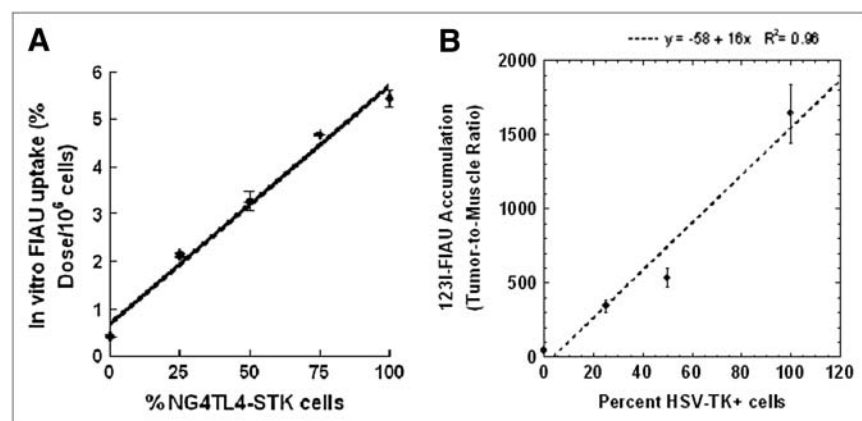 A
In vitro FIAU uptake (%
Dose/10⁶ cells)
6
5
4
3
2
1
0
0 25 50 75 100
% NG4TL4-STK cells
B
y = -58 + 16x R²= 0.96
123I-FIAU Accumulation
(Tumor-to-Muscle Ratio)
2000
1500
1000
500
0
0 20 40 60 80 100 120
Percent HSV-TK+ cells